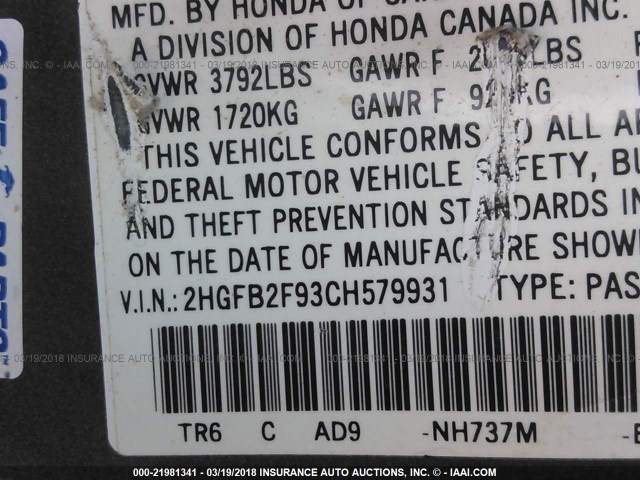 MFD. BY HONDA OF
A DIVISION OF HONDA CANADA INC.
GVWR 3792LBS GAWR F LBS
GVWR 1720KG GAWR F KG
THIS VEHICLE CONFORMS TO ALL
FEDERAL MOTOR VEHICLE SAFETY,
AND THEFT PREVENTION STANDARDS
ON THE DATE OF MANUFACTURE
V.I.N.: 2HGFB2F93CH579931 TYPE: PAS
TR6 C AD9 -NH737M
000-21981341 - 03/19/2018 INSURANCE AUTO AUCTIONS, INC. - © - IAAI.COM